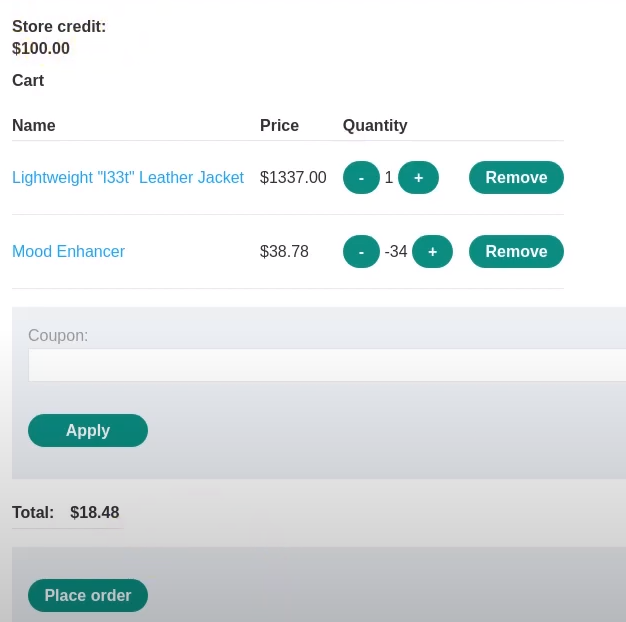 Store credit:
$100.00
Cart
Name Price Quantity
Lightweight "l33t" Leather Jacket $1337.00 - 1 + Remove
Mood Enhancer $38.78 - -34 + Remove
Coupon:
Apply
Total: $18.48
Place order